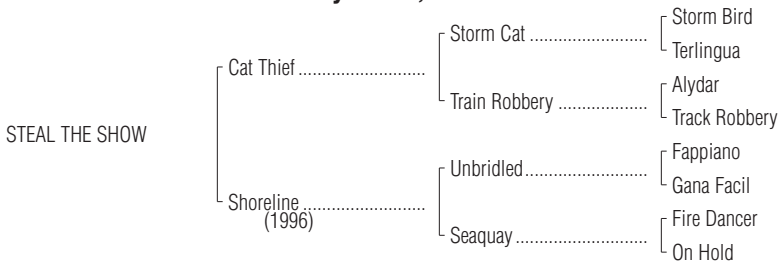 Storm Bird
Storm Cat ........................
Terlingua
Cat Thief ..........................
Alydar
Train Robbery ..................
Track Robbery
STEAL THE SHOW
Fappiano
Unbridled.........................
Gana Facil
Shoreline .........................
(1996)
Fire Dancer
Seaquay ...........................
On Hold